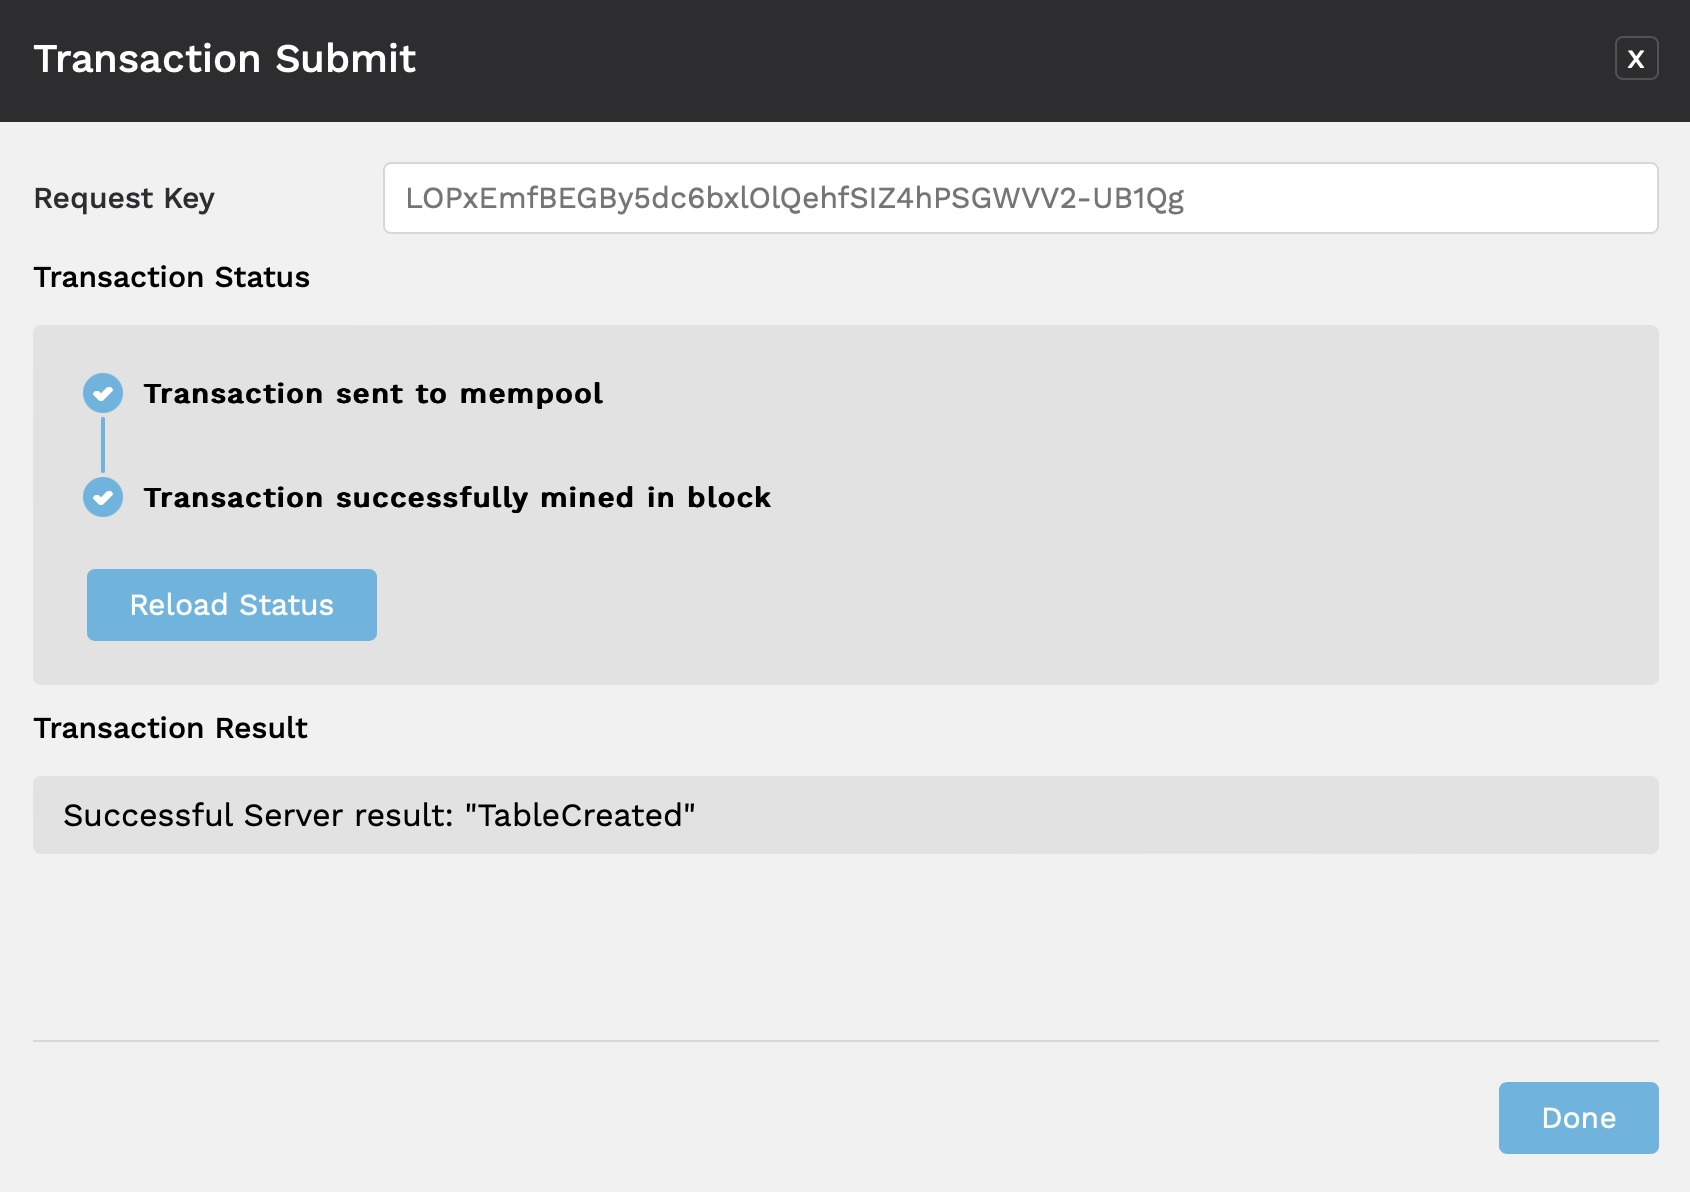 Transaction Submit
X
Request Key
LOPxEmfBEGBy5dc6bxlOlQehfSIZ4hPSGWVV2-UB1Qg
Transaction Status
Transaction sent to mempool
Transaction successfully mined in block
Reload Status
Transaction Result
Successful Server result: "TableCreated"
Done